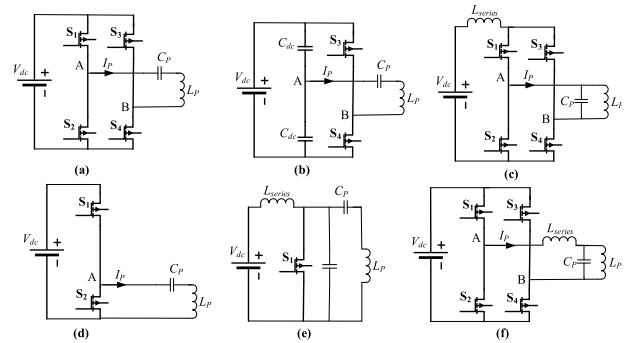 S1
S3
Vdc
+
A
IP
CP
LP
B
S2
S4
(a)
Cdc
S3
Vdc
+
A
IP
CP
LP
B
Cdc
S4
(b)
Lseries
S1
S3
Vdc
+
A
IP
CP
B
S2
S4
(c)
S1
Vdc
+
A
IP
CP
S2
LP
(d)
Lseries
CP
Vdc
+
S1
LP
(e)
S1
S3
Vdc
+
A
IP
Lseries
CP
LP
B
S2
S4
(f)